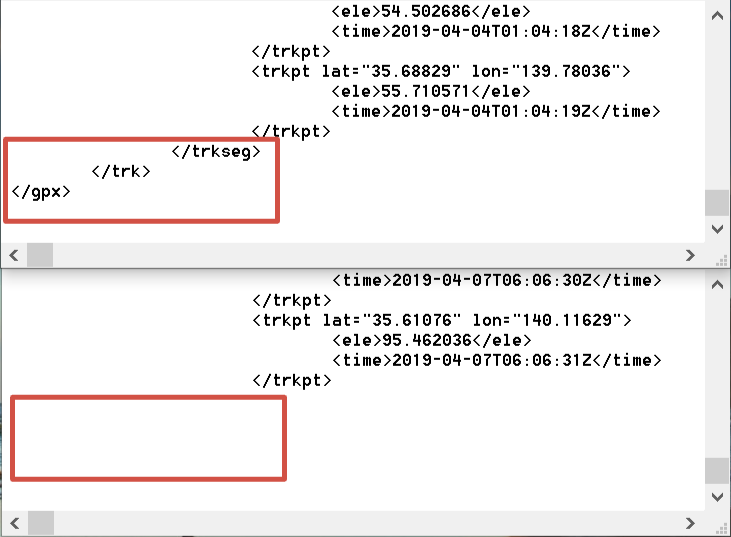 <ele>54.502686</ele>
<time>2019-04-04T01:04:18Z</time>
</trkpt>
<trkpt lat="35.68829" lon="139.78036">
<ele>55.710571</ele>
<time>2019-04-04T01:04:19Z</time>
</trkpt>
</trkseg>
</trk>
</gpx>
<time>2019-04-07T06:06:30Z</time>
</trkpt>
<trkpt lat="35.61076" lon="140.11629">
<ele>95.462036</ele>
<time>2019-04-07T06:06:31Z</time>
</trkpt>